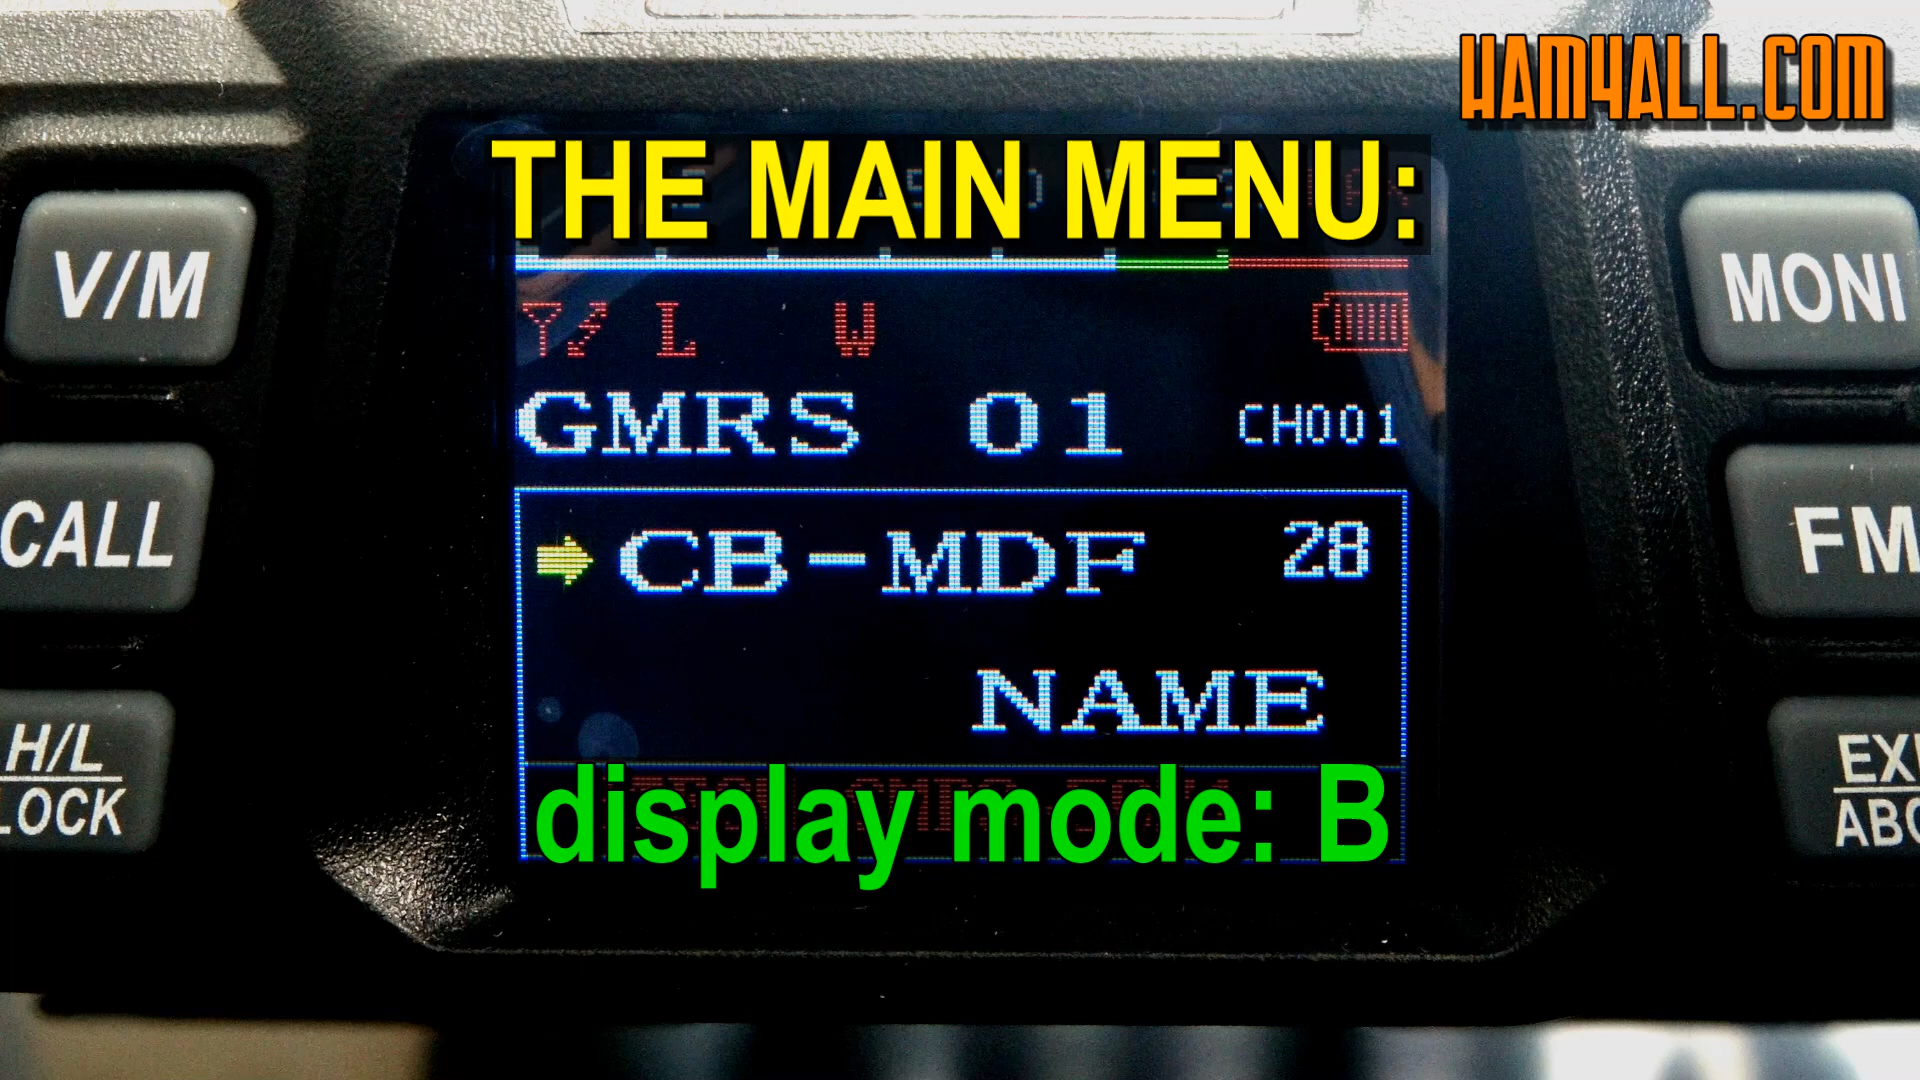 HAM4ALL.COM
THE MAIN MENU:
V/M
MONI
L W
GMRS 01 CH001
CB-MDF 28
CALL
FM
NAME
H/L
LOCK
display mode: B